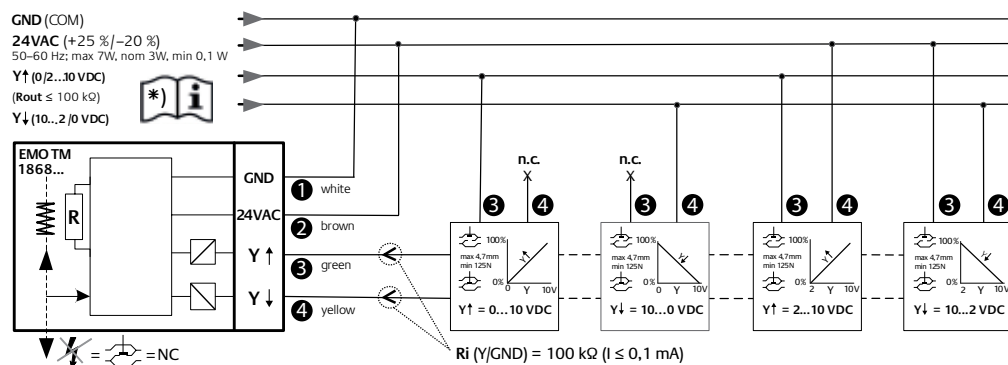 GND (COM)
24VAC (+25 %/−20 %)
50–60 Hz; max 7W, nom 3W, min 0,1 W
Y↑ (0/2...10 VDC)
(Rout ≤ 100 kΩ)
Y↓ (10...2/0 VDC)
*) i
EMO TM
1868...
R
GND
24VAC
Y ↑
Y ↓
1 white
2 brown
3 green
4 yellow
= = NC
Ri (Y/GND) = 100 kΩ (I ≤ 0,1 mA)
n.c.
X
3 4
100%
max 4,7mm
min 125N
0%
Y↑
0 Y 10V
Y↑ = 0...10 VDC
n.c.
X
3 4
100%
max 4,7mm
min 125N
0%
Y↓
0 Y 10V
Y↓ = 10...0 VDC
3 4
100%
max 4,7mm
min 125N
0%
Y↑
2 Y 10V
Y↑ = 2...10 VDC
3 4
100%
max 4,7mm
min 125N
0%
Y↓
2 Y 10V
Y↓ = 10...2 VDC